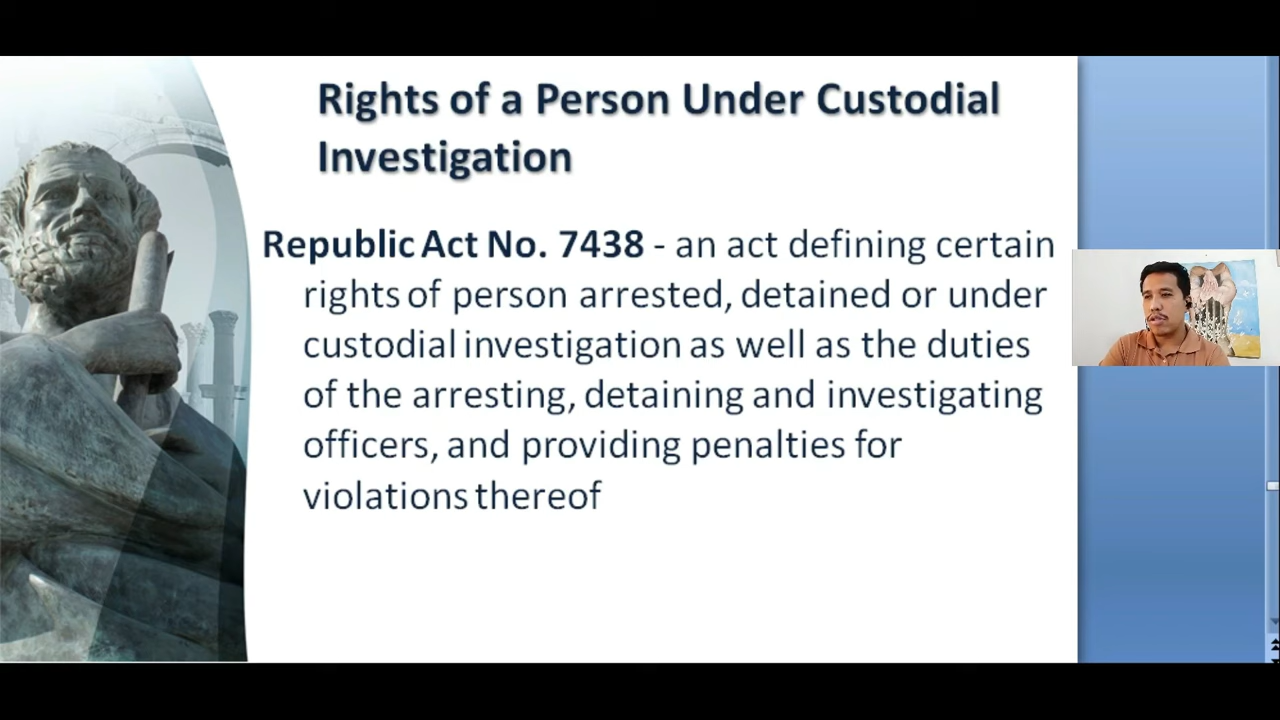 Rights of a Person Under Custodial
Investigation
Republic Act No. 7438 - an act defining certain
rights of person arrested, detained or under
custodial investigation as well as the duties
of the arresting, detaining and investigating
officers, and providing penalties for
violations thereof